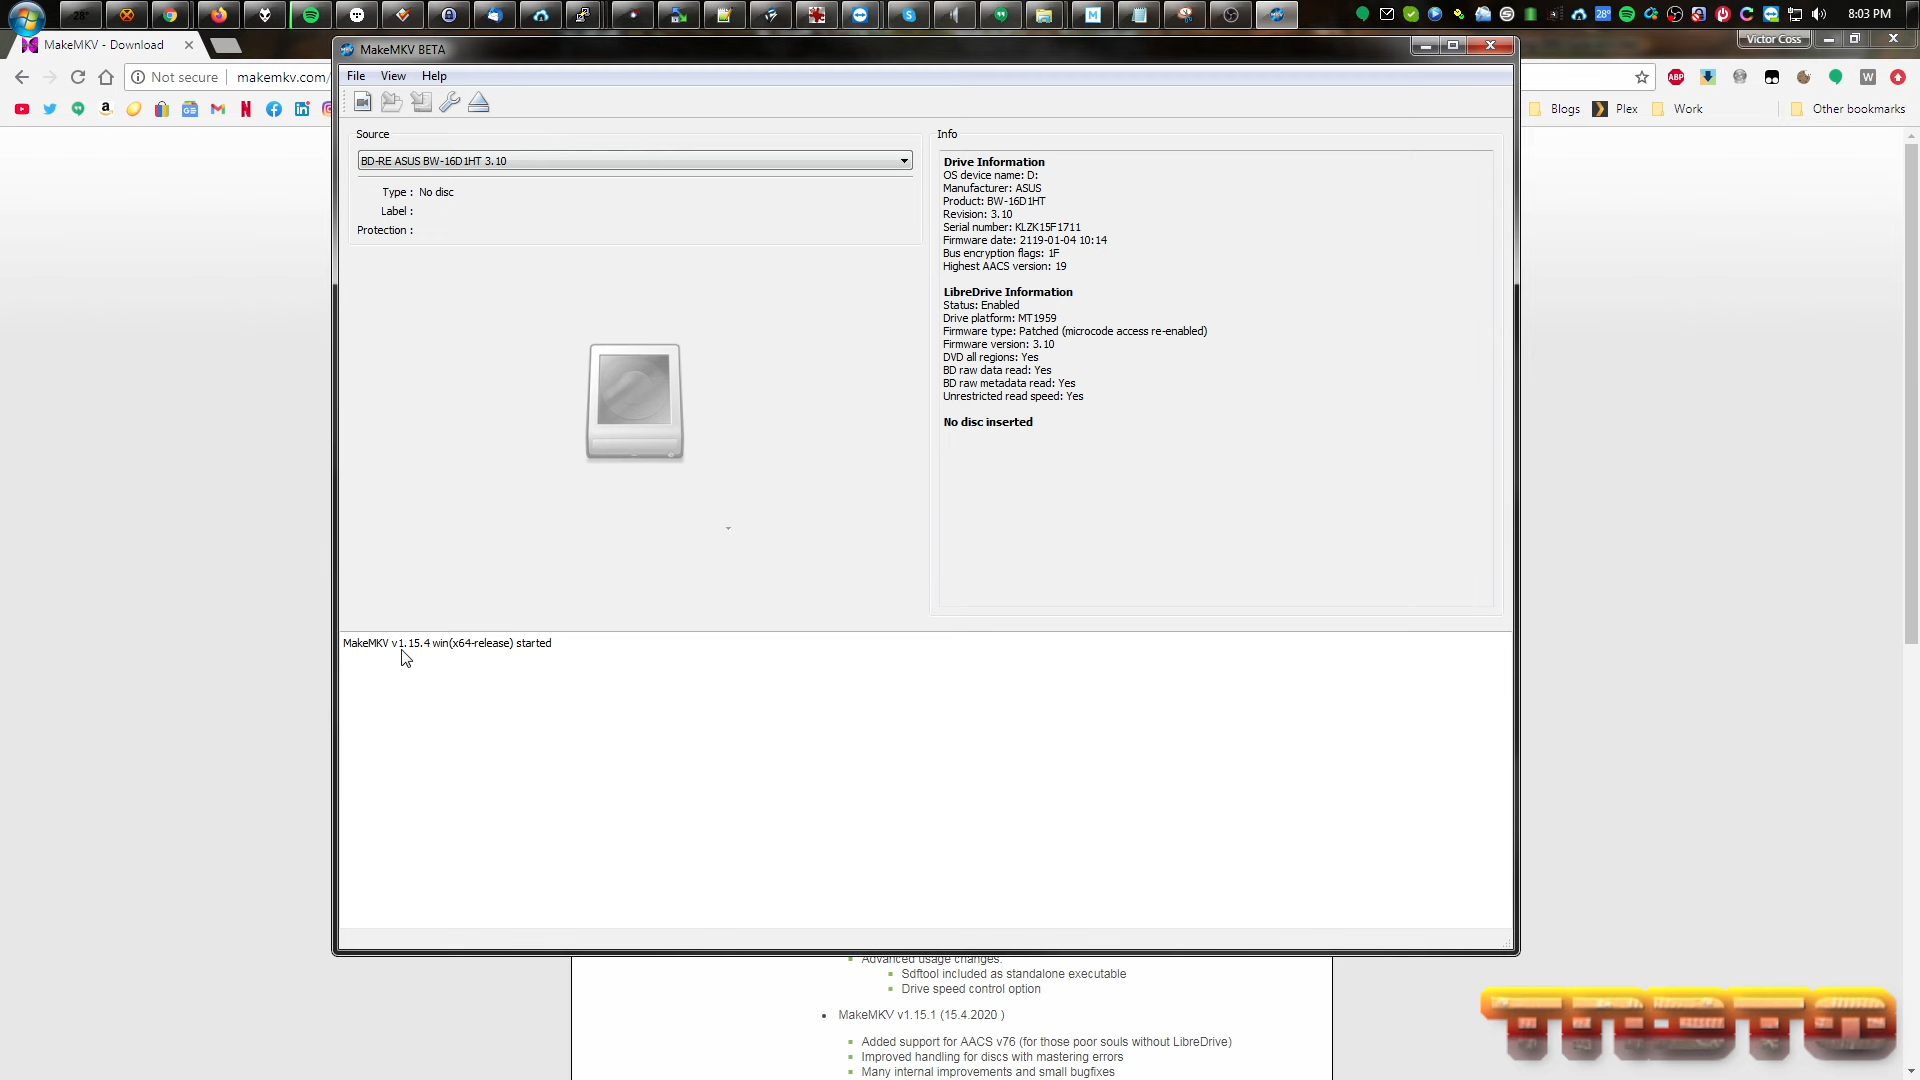 28°
8:03 PM
MakeMKV - Download
Victor Coss
Not secure
makemkv.com/
Blogs
Plex
Work
Other bookmarks
MakeMKV BETA
File
View
Help
Source
BD-RE ASUS BW-16D1HT 3.10
Type : No disc
Label :
Protection :
Info
Drive Information
OS device name: D:
Manufacturer: ASUS
Product: BW-16D1HT
Revision: 3.10
Serial number: KLZK15F1711
Firmware date: 2119-01-04 10:14
Bus encryption flags: 1F
Highest AACS version: 19
LibreDrive Information
Status: Enabled
Drive platform: MT1959
Firmware type: Patched (microcode access re-enabled)
Firmware version: 3.10
DVD all regions: Yes
BD raw data read: Yes
BD raw metadata read: Yes
Unrestricted read speed: Yes
No disc inserted
MakeMKV v1.15.4 win(x64-release) started
Advanced usage changes:
Sdftool included as standalone executable
Drive speed control option
MakeMKV v1.15.1 (15.4.2020 )
Added support for AACS v76 (for those poor souls without LibreDrive)
Improved handling for discs with mastering errors
Many internal improvements and small bugfixes